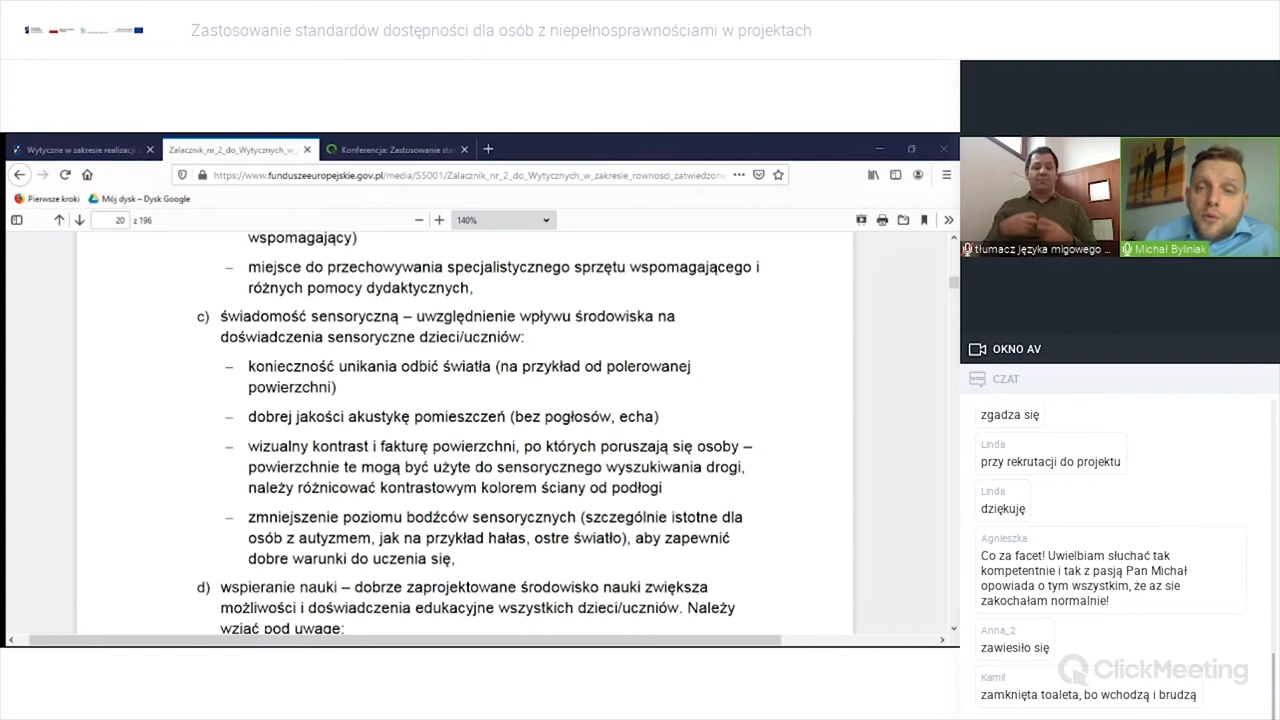 Zastosowanie standardów dostępności dla osób z niepełnosprawnościami w projektach
Wytyczne w zakresie realizacji
Zalacznik_nr_2_do_Wytycznych_w_
Konferencja: Zastosowanie sta
https://www.funduszeeuropejskie.gov.pl/media/55001/Zalacznik_nr_2_do_Wytycznych_w_zakresie_rownosci_zatwiedzone
Pierwsze kroki
Mój dysk – Dysk Google
20
z 196
140%
wspomagający)
– miejsce do przechowywania specjalistycznego sprzętu wspomagającego i
różnych pomocy dydaktycznych,
c) świadomość sensoryczną – uwzględnienie wpływu środowiska na
doświadczenia sensoryczne dzieci/uczniów:
– konieczność unikania odbić światła (na przykład od polerowanej
powierzchni)
– dobrej jakości akustykę pomieszczeń (bez pogłosów, echa)
– wizualny kontrast i fakturę powierzchni, po których poruszają się osoby –
powierzchnie te mogą być użyte do sensorycznego wyszukiwania drogi,
należy różnicować kontrastowym kolorem ściany od podłogi
– zmniejszenie poziomu bodźców sensorycznych (szczególnie istotne dla
osób z autyzmem, jak na przykład hałas, ostre światło), aby zapewnić
dobre warunki do uczenia się,
d) wspieranie nauki – dobrze zaprojektowane środowisko nauki zwiększa
możliwości i doświadczenia edukacyjne wszystkich dzieci/uczniów. Należy
wziąć pod uwagę:
tłumacz języka migowego ...
Michał Byliniak
OKNO AV
CZAT
zgadza się
Linda
przy rekrutacji do projektu
Linda
dziękuję
Agnieszka
Co za facet! Uwielbiam słuchać tak
kompetentnie i tak z pasją Pan Michał
opowiada o tym wszystkim, że az sie
zakochałam normalnie!
Anna_2
zawiesiło się
Kamil
zamknięta toaleta, bo wchodzą i brudzą
ClickMeeting